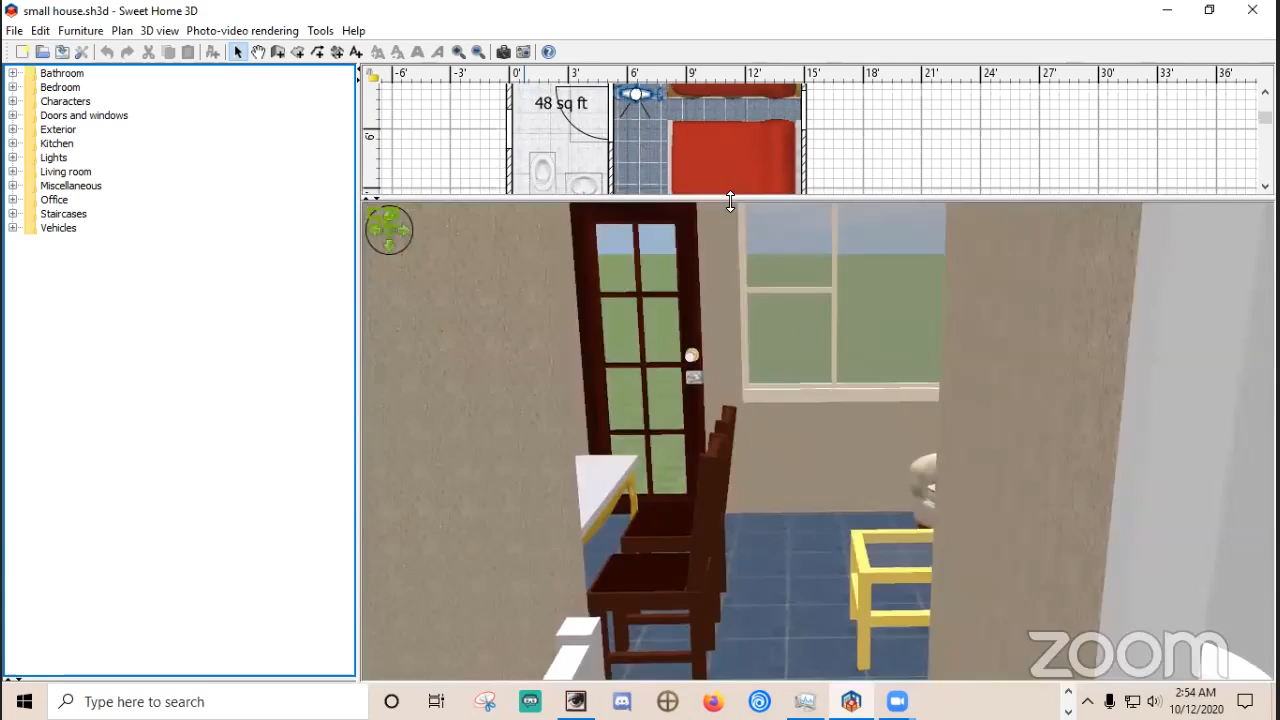 small house.sh3d - Sweet Home 3D
File Edit Furniture Plan 3D view Photo-video rendering Tools Help
-6' -3' 0' 3' 6' 9' 12' 15' 18' 21' 24' 27' 30' 33' 36'
Bathroom
Bedroom
Characters
Doors and windows
Exterior
Kitchen
Lights
Living room
Miscellaneous
Office
Staircases
Vehicles
48 sq ft
zoom
Type here to search
2:54 AM
10/12/2020